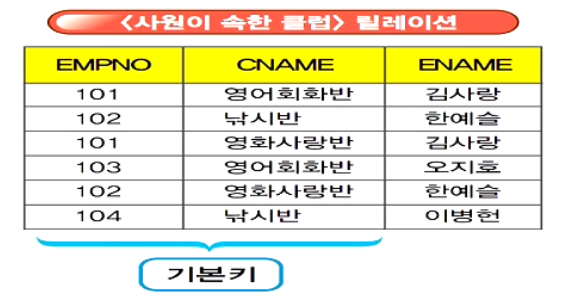 <사원이 속한 클럽> 릴레이션
EMPNO CNAME ENAME
101 영어회화반 김사랑
102 낚시반 한예슬
101 영화사랑반 김사랑
103 영어회화반 오지호
102 영화사랑반 한예슬
104 낚시반 이병헌
기본키